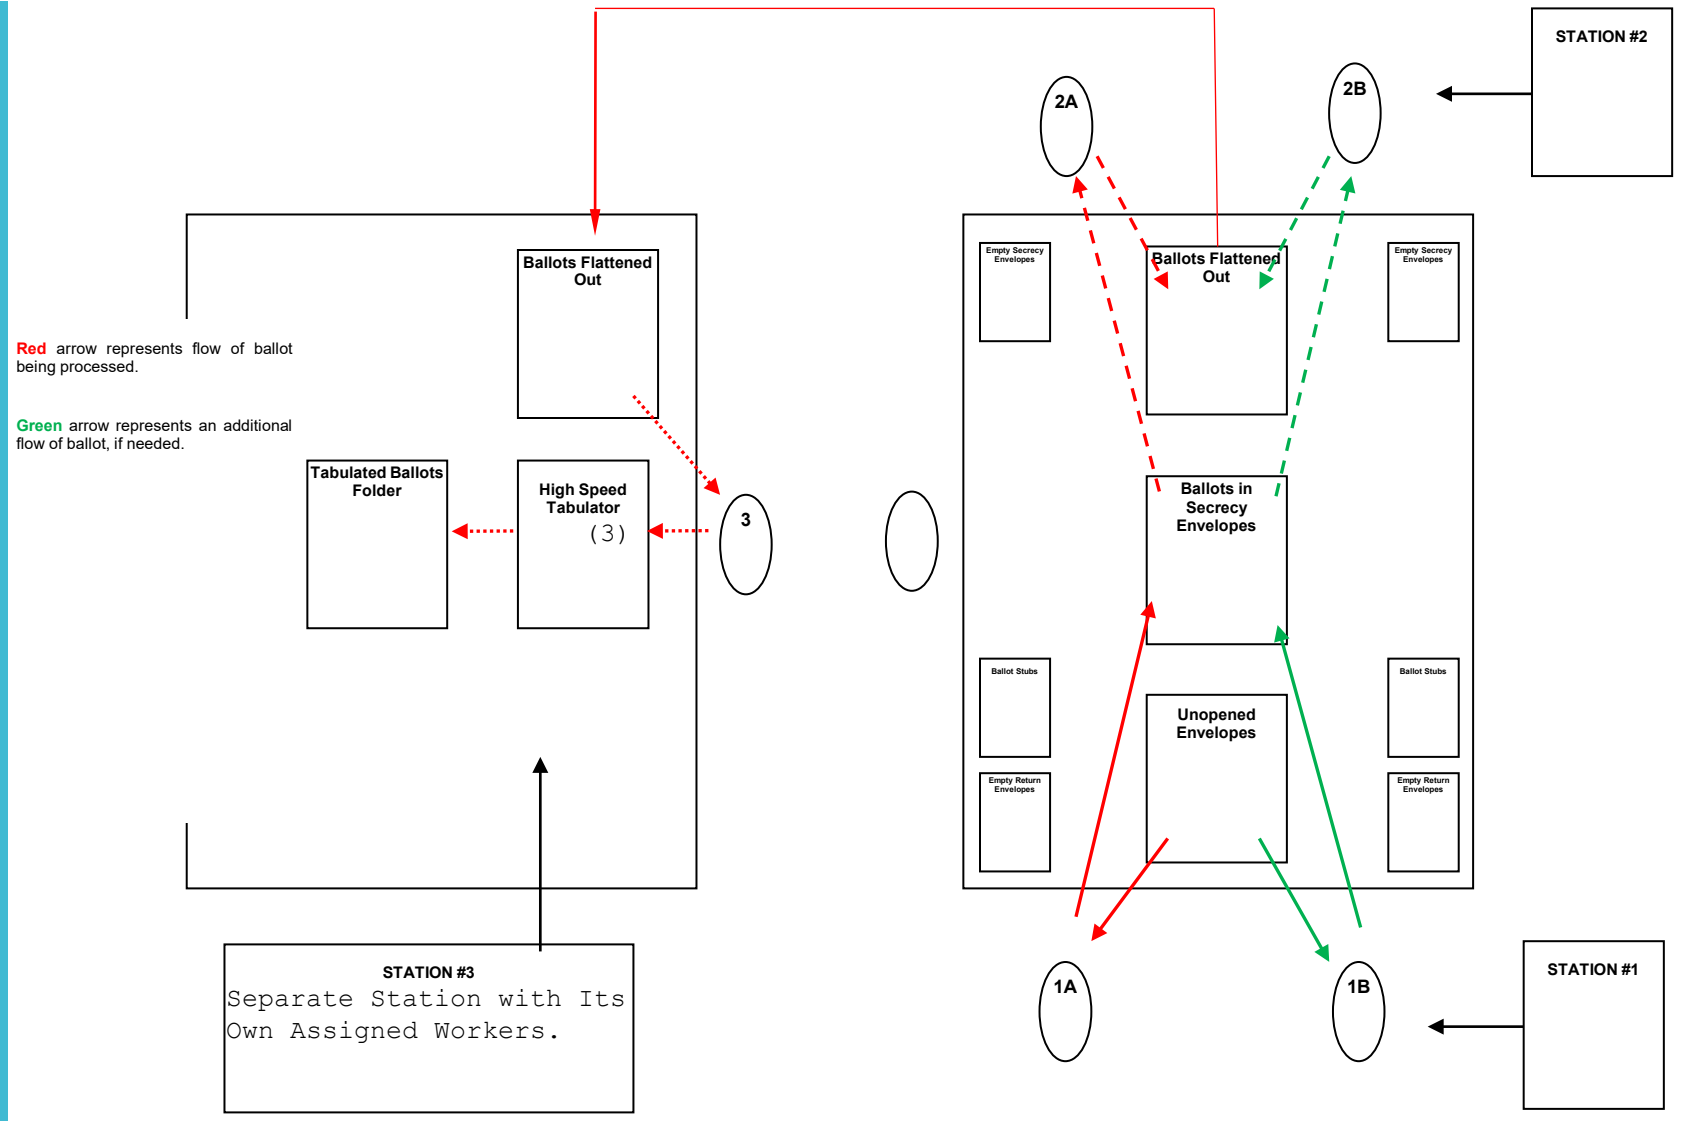 STATION #2
2A
2B
Empty Secrecy
Envelopes
Ballots Flattened
Out
Empty Secrecy
Envelopes
Ballots Flattened
Out
Red arrow represents flow of ballot
being processed.
Green arrow represents an additional
flow of ballot, if needed.
Tabulated Ballots
Folder
High Speed
Tabulator
(3)
3
Ballots in
Secrecy
Envelopes
Ballot Stubs
Ballot Stubs
Unopened
Envelopes
Empty Return
Envelopes
Empty Return
Envelopes
STATION #3
Separate Station with Its
Own Assigned Workers.
1A
1B
STATION #1